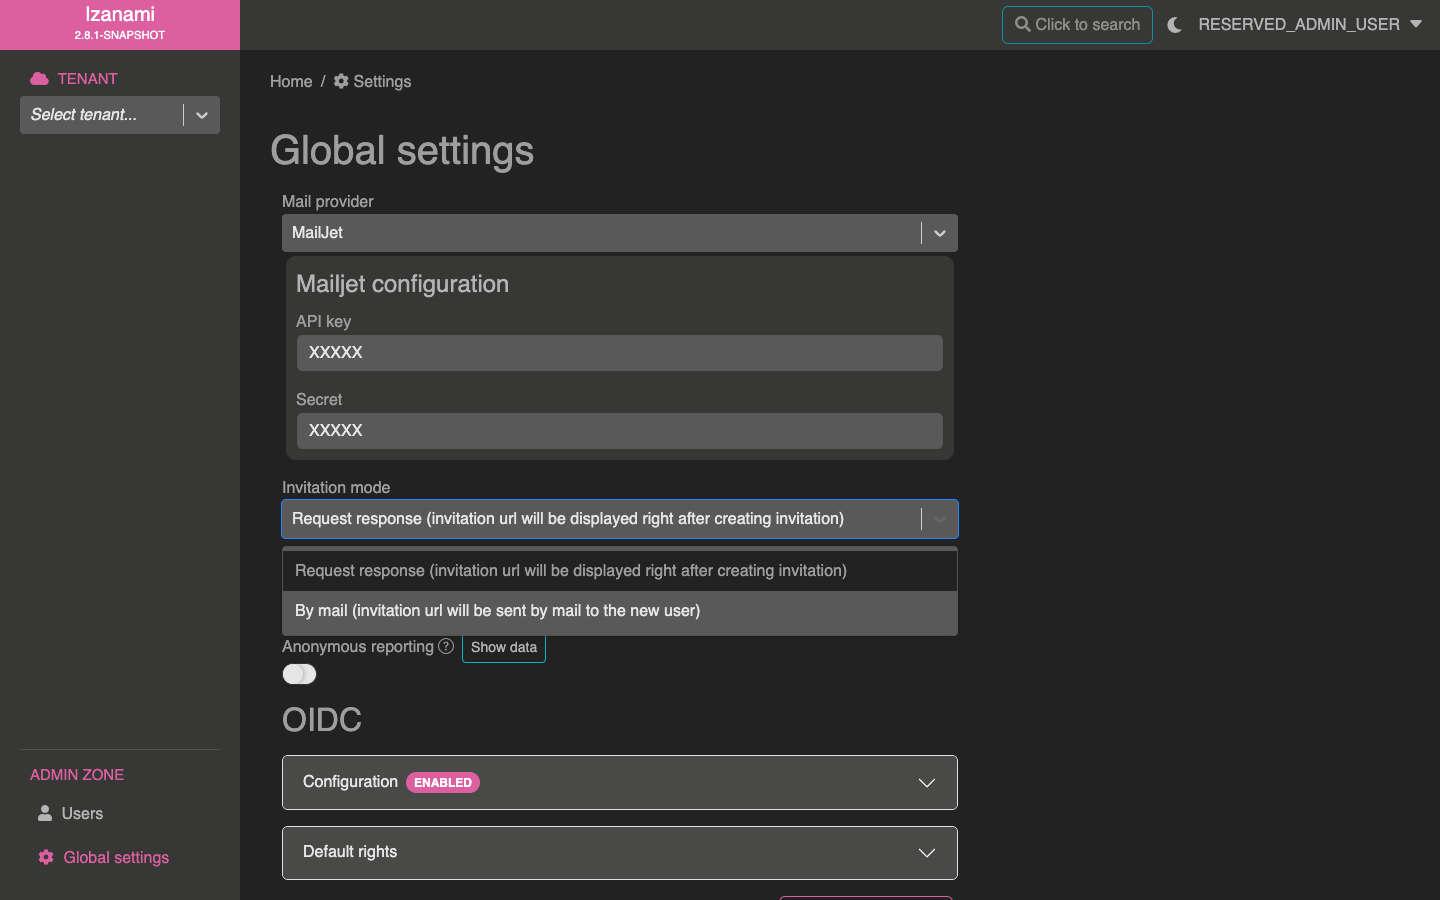 Izanami
2.8.1-SNAPSHOT
Click to search
RESERVED_ADMIN_USER
TENANT
Select tenant...
Home / Settings
Global settings
Mail provider
MailJet
Mailjet configuration
API key
XXXXX
Secret
XXXXX
Invitation mode
Request response (invitation url will be displayed right after creating invitation)
Request response (invitation url will be displayed right after creating invitation)
By mail (invitation url will be sent by mail to the new user)
Anonymous reporting ? Show data
OIDC
Configuration ENABLED
Default rights
ADMIN ZONE
Users
Global settings